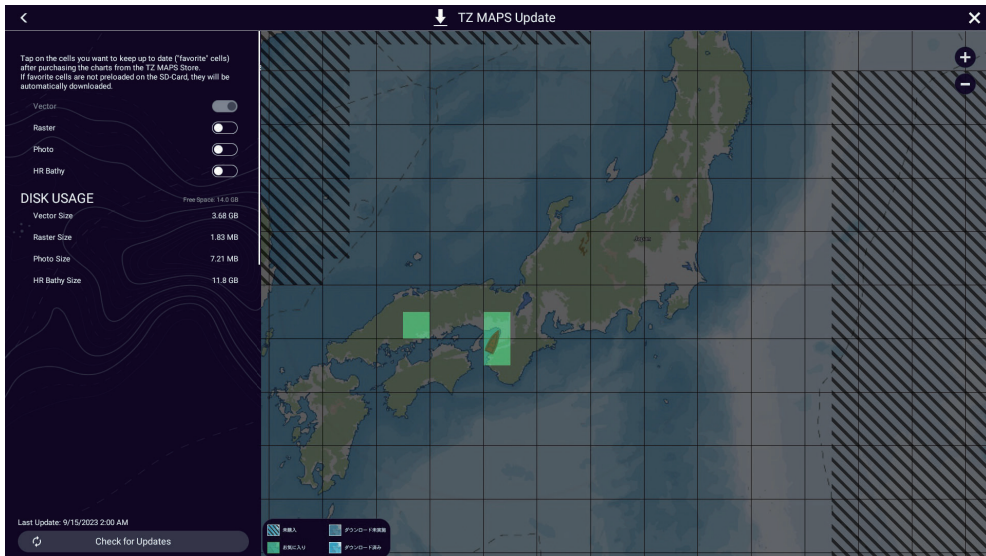 TZ MAPS Update
Tap on the cells you want to keep up to date ("favorite" cells)
after purchasing the charts from the TZ MAPS Store.
If favorite cells are not preloaded on the SD-Card, they will be
automatically downloaded.
Vector
Raster
Photo
HR Bathy
DISK USAGE Free Space: 14.0 GB
Vector Size 3.68 GB
Raster Size 1.83 MB
Photo Size 7.21 MB
HR Bathy Size 11.8 GB
Last Update: 9/15/2023 2:00 AM
Check for Updates
未購入 ダウンロード未実施
お気に入り ダウンロード済み